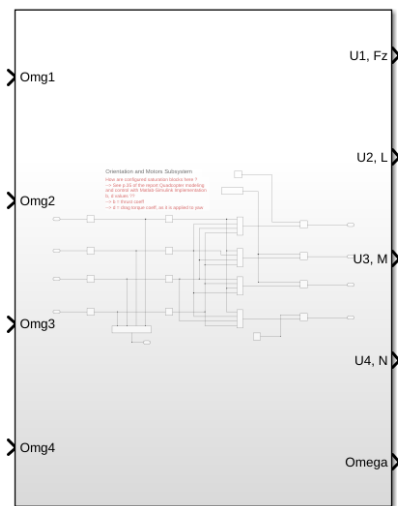 U1, Fz
Omg1
U2, L
Orientation and Motors Subsystem
How are configured saturation blocks here ?
--> See p.35 of the report Quadcopter modeling
and control with Matlab-Simulink implementation
b, d values ??
--> b = thrust coeff
--> d = drag torque coeff, as it is applied to yaw
Omg2
U3, M
Omg3
U4, N
Omg4
Omega